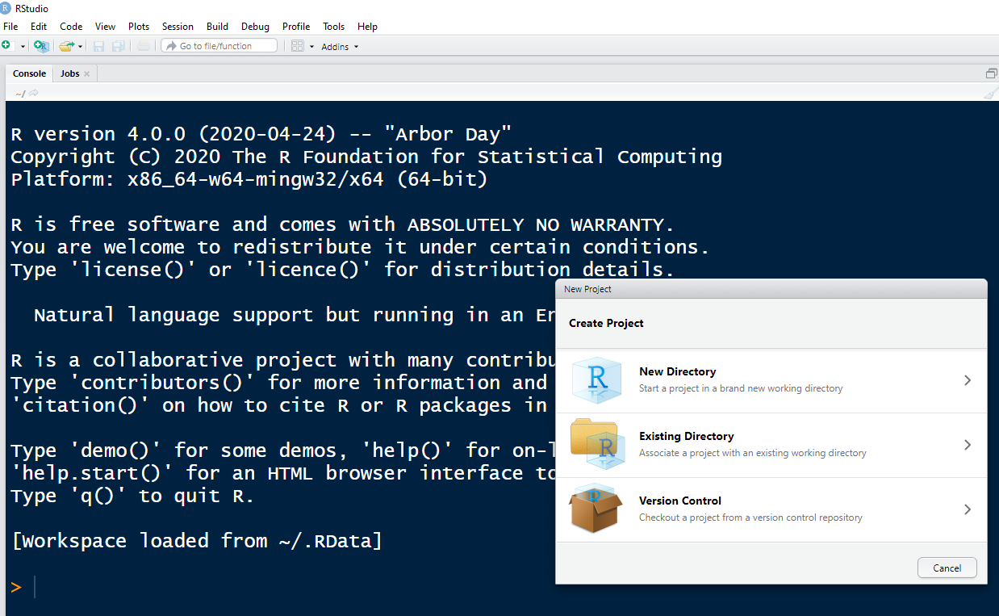 RStudio
File Edit Code View Plots Session Build Debug Profile Tools Help
Go to file/function Addins
Console Jobs
~/
R version 4.0.0 (2020-04-24) -- "Arbor Day"
Copyright (C) 2020 The R Foundation for Statistical Computing
Platform: x86_64-w64-mingw32/x64 (64-bit)
R is free software and comes with ABSOLUTELY NO WARRANTY.
You are welcome to redistribute it under certain conditions.
Type 'license()' or 'licence()' for distribution details.
Natural language support but running in an En
R is a collaborative project with many contribu
Type 'contributors()' for more information and
'citation()' on how to cite R or R packages in
Type 'demo()' for some demos, 'help()' for on-l
'help.start()' for an HTML browser interface to
Type 'q()' to quit R.
[Workspace loaded from ~/.RData]
>
New Project
Create Project
R
New Directory
Start a project in a brand new working directory
R
Existing Directory
Associate a project with an existing working directory
R
Version Control
Checkout a project from a version control repository
Cancel